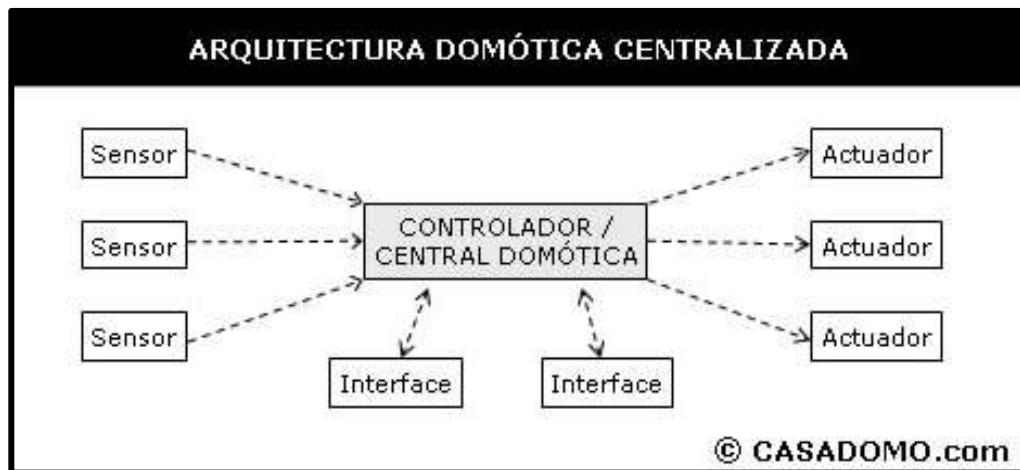 ARQUITECTURA DOMÓTICA CENTRALIZADA
Sensor
Actuador
CONTROLADOR /
CENTRAL DOMÓTICA
Sensor
Actuador
Sensor
Actuador
Interface
Interface
© CASADOMO.com